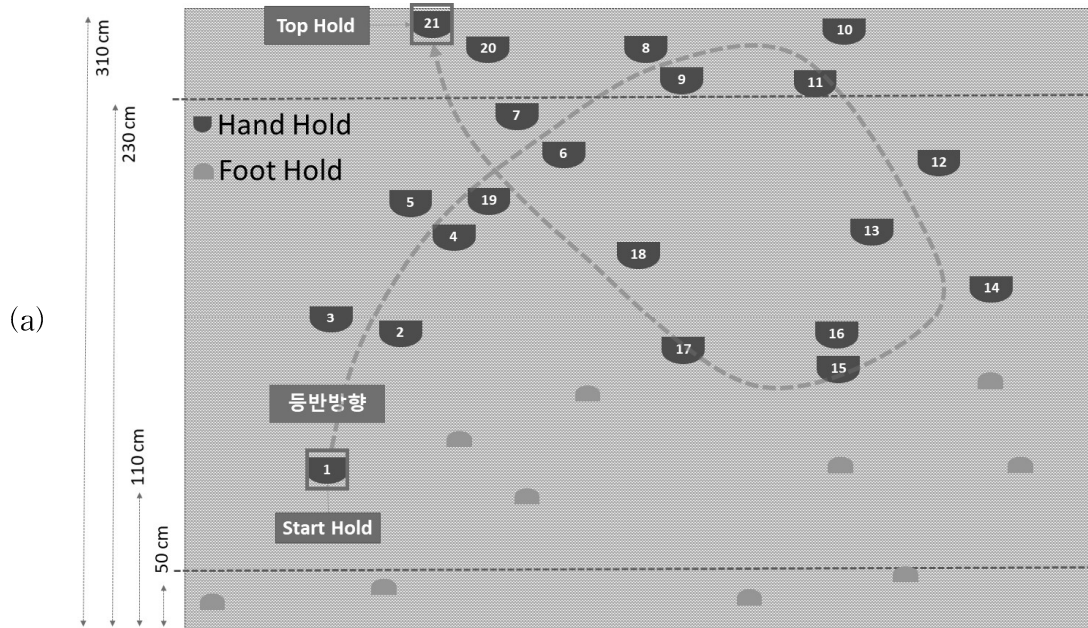 Top Hold
21
20
8
10
9
11
7
Hand Hold
6
12
Foot Hold
5
19
4
13
18
14
3
2
16
17
15
등반방향
1
Start Hold
310 cm
230 cm
110 cm
50 cm
(a)